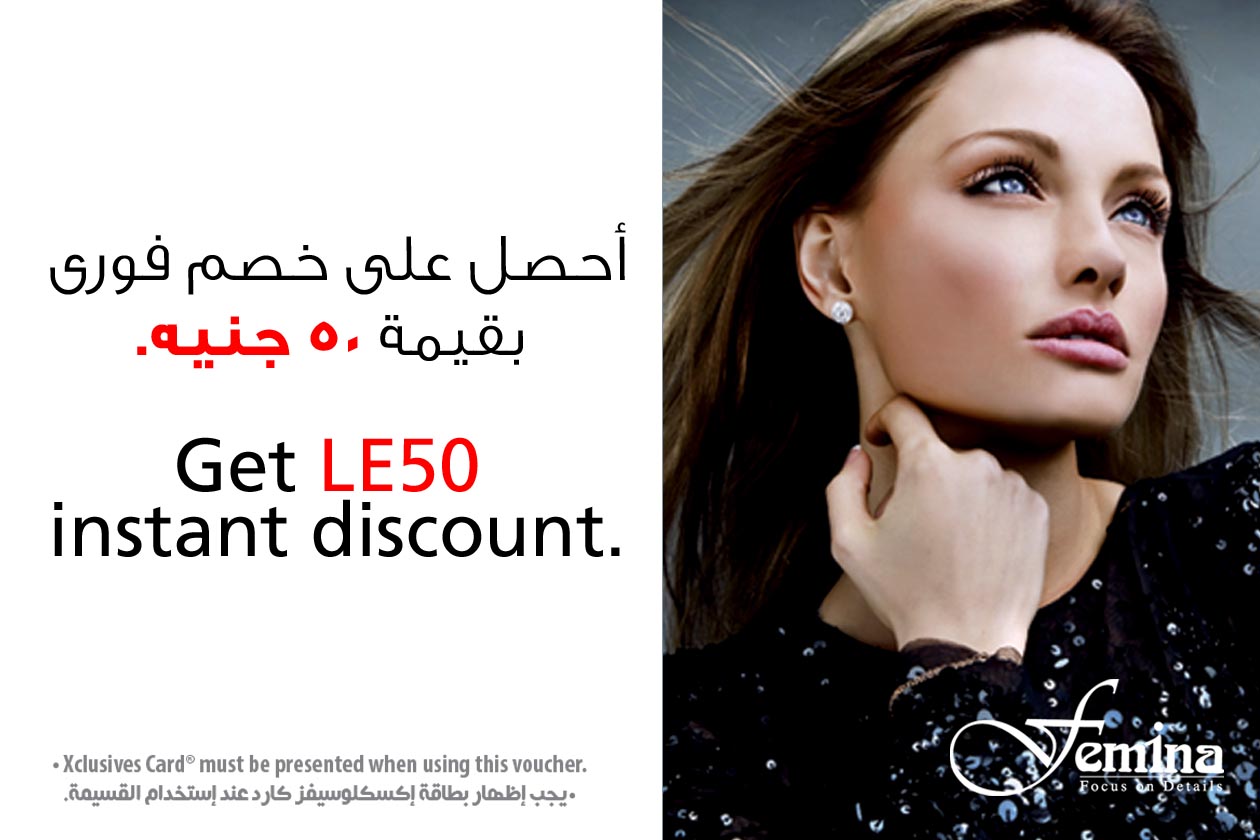 أحصل على خصم فورى
بقيمة ٥٠ جنيه.
Get LE50
instant discount.
• Xclusives Card® must be presented when using this voucher.
•يجب إظهار بطاقة إكسكلوسيفز كارد عند إستخدام القسيمة.
Femina
Focus on Details